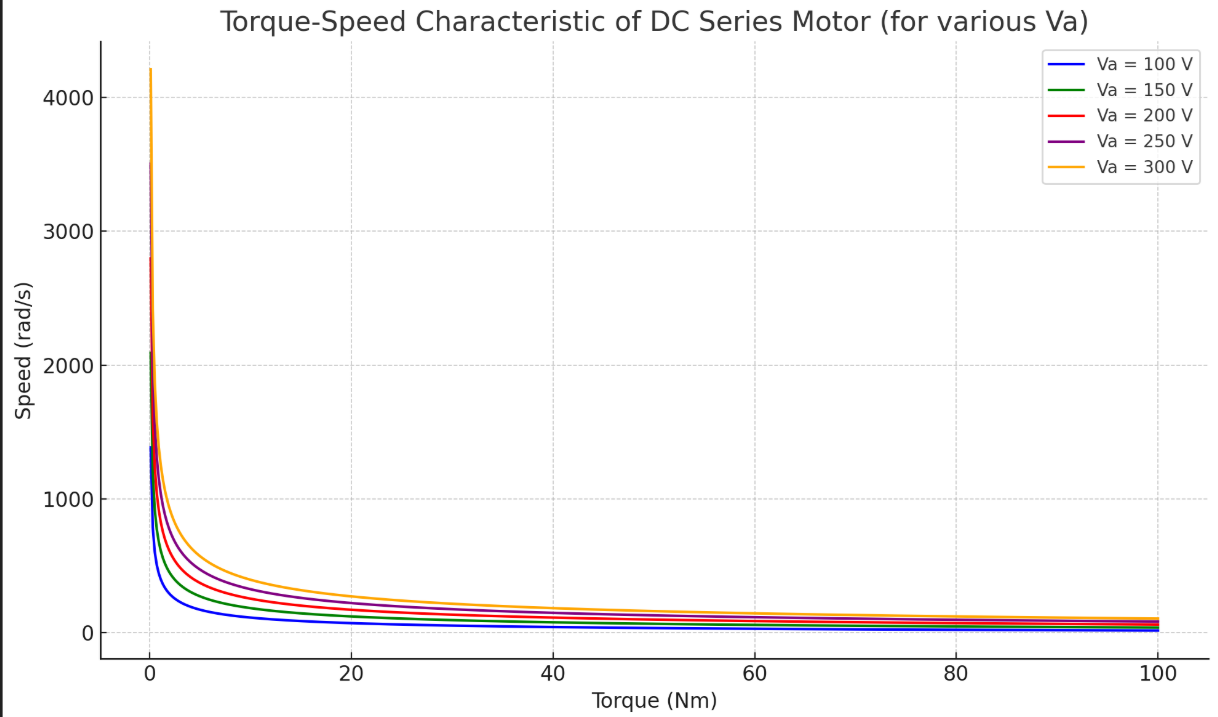 Torque-Speed Characteristic of DC Series Motor (for various Va)
Va = 100 V
Va = 150 V
Va = 200 V
Va = 250 V
Va = 300 V
Speed (rad/s)
4000
3000
2000
1000
0
0 20 40 60 80 100
Torque (Nm)